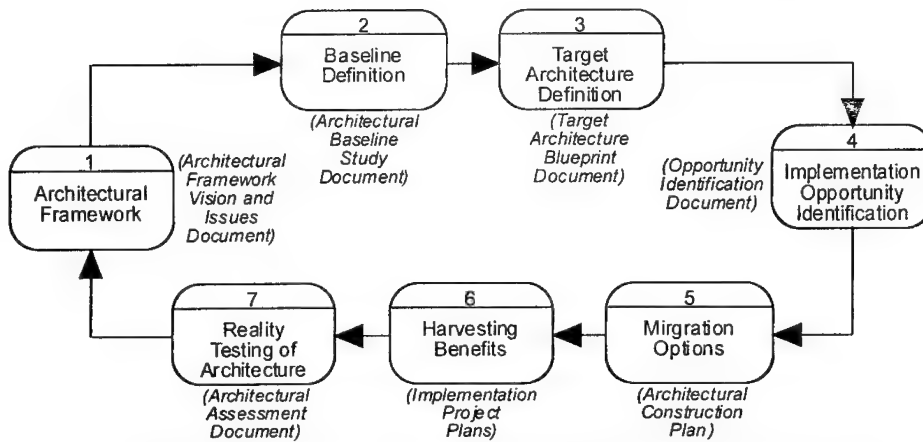 1
Architectural
Framework
(Architectural
Framework
Vision and
Issues
Document)
2
Baseline
Definition
(Architectural
Baseline
Study
Document)
3
Target
Architecture
Definition
(Target
Architecture
Blueprint
Document)
4
Implementation
Opportunity
Identification
(Opportunity
Identification
Document)
5
Mirgration
Options
(Architectural
Construction
Plan)
6
Harvesting
Benefits
(Implementation
Project
Plans)
7
Reality
Testing of
Architecture
(Architectural
Assessment
Document)